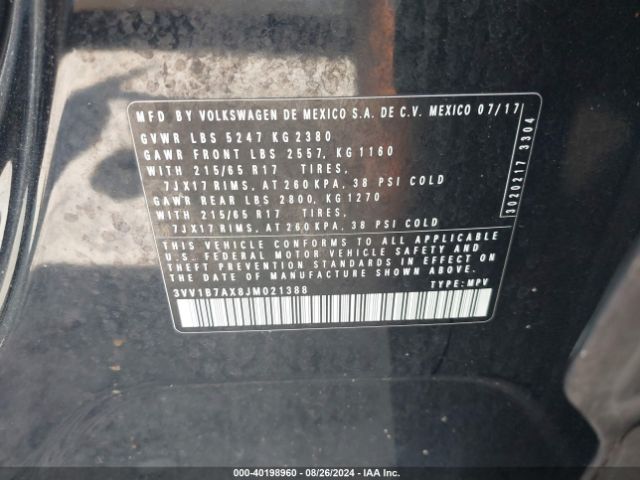 MFD BY VOLKSWAGEN DE MEXICO S.A. DE C.V. MEXICO 07/17
GVWR LBS 5247 KG 2380
GAWR FRONT LBS 2557, KG 1160
WITH 215/65 R17 TIRES,
7JX17 RIMS, AT 260 KPA, 38 PSI COLD
GAWR REAR LBS 2800, KG 1270
WITH 215/65 R17 TIRES,
7JX17 RIMS, AT 260 KPA, 38 PSI COLD
THIS VEHICLE CONFORMS TO ALL APPLICABLE
U.S. FEDERAL MOTOR VEHICLE SAFETY AND
THEFT PREVENTION STANDARDS IN EFFECT ON
THE DATE OF MANUFACTURE SHOWN ABOVE
3VV1B7AX8JM021388 TYPE: MPV
3020217 3304
000-40198960 - 08/26/2024 - IAA Inc.